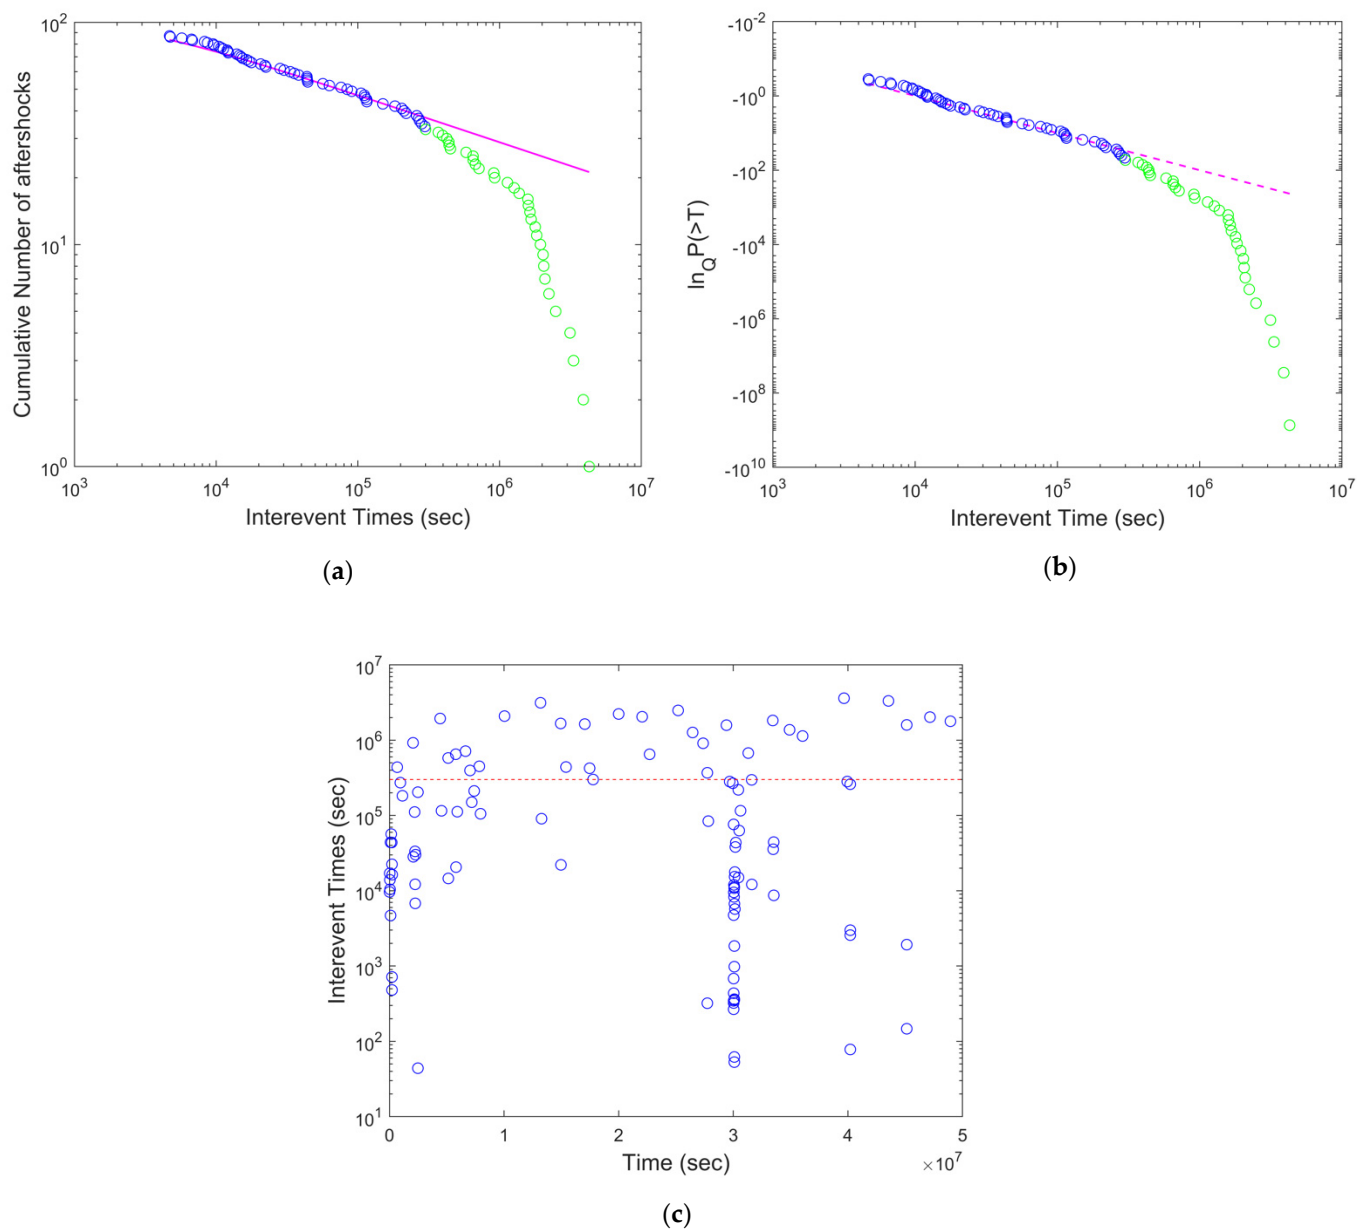 10^2
10^1
10^0
10^3 10^4 10^5 10^6 10^7
Cumulative Number of aftershocks
Interevent Times (sec)
(a)
-10^-2
-10^0
-10^2
-10^4
-10^6
-10^8
-10^10
10^3 10^4 10^5 10^6 10^7
ln_Q P(>T)
Interevent Time (sec)
(b)
10^7
10^6
10^5
10^4
10^3
10^2
10^1
0 1 2 3 4 5
×10^7
Interevent Times (sec)
Time (sec)
(c)